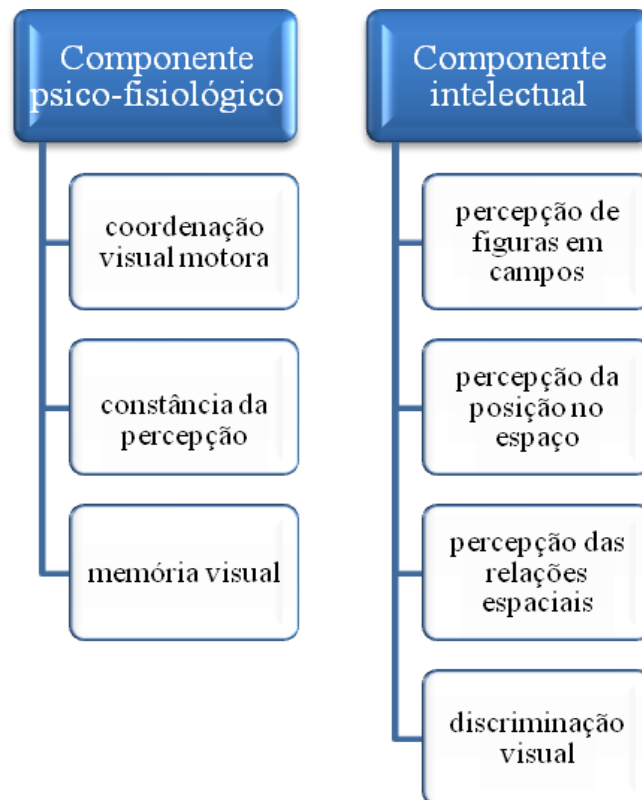 Componente
psico-fisiológico
coordenação
visual motora
constância da
percepção
memória visual
Componente
intelectual
percepção de
figuras em
campos
percepção da
posição no
espaço
percepção das
relações
espaciais
discriminação
visual